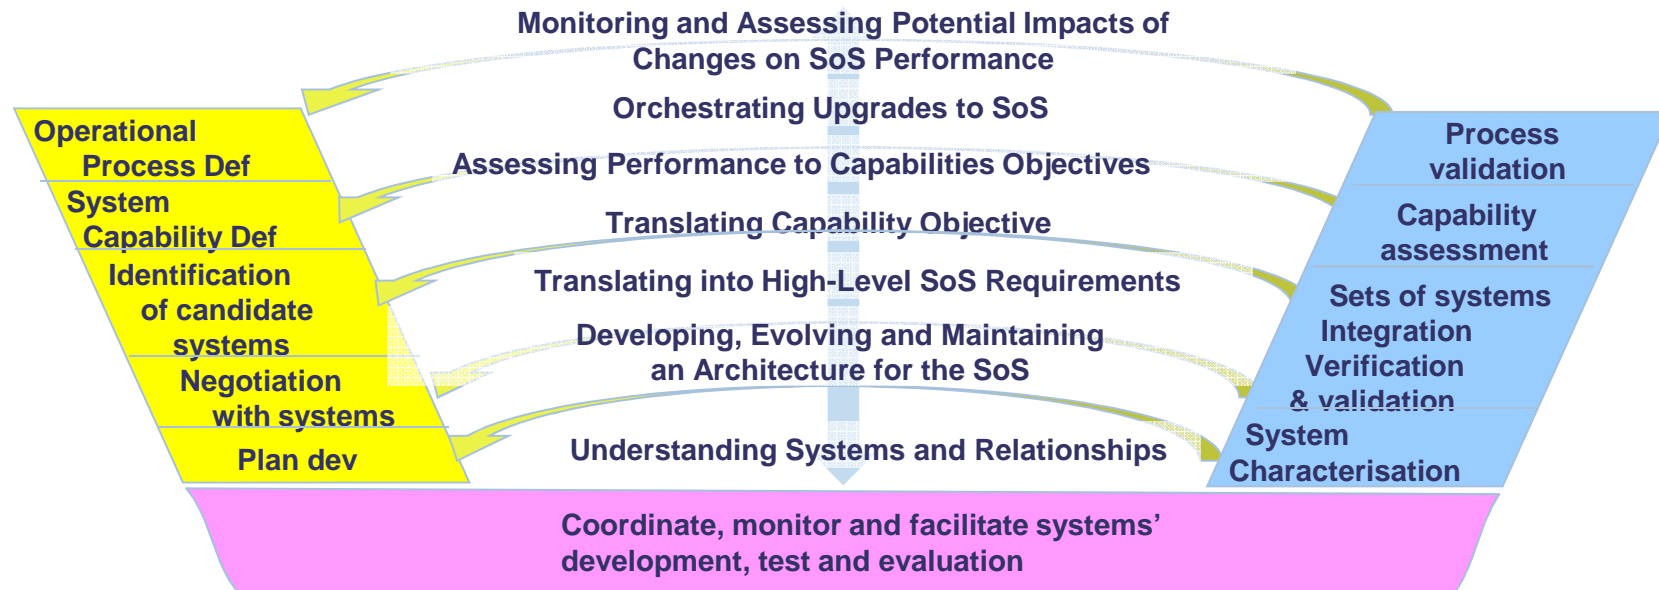 Monitoring and Assessing Potential Impacts of
Changes on SoS Performance
Orchestrating Upgrades to SoS
Assessing Performance to Capabilities Objectives
Translating Capability Objective
Translating into High-Level SoS Requirements
Developing, Evolving and Maintaining
an Architecture for the SoS
Understanding Systems and Relationships
Operational
Process Def
System
Capability Def
Identification
of candidate
systems
Negotiation
with systems
Plan dev
Process
validation
Capability
assessment
Sets of systems
Integration
Verification
& validation
System
Characterisation
Coordinate, monitor and facilitate systems’
development, test and evaluation